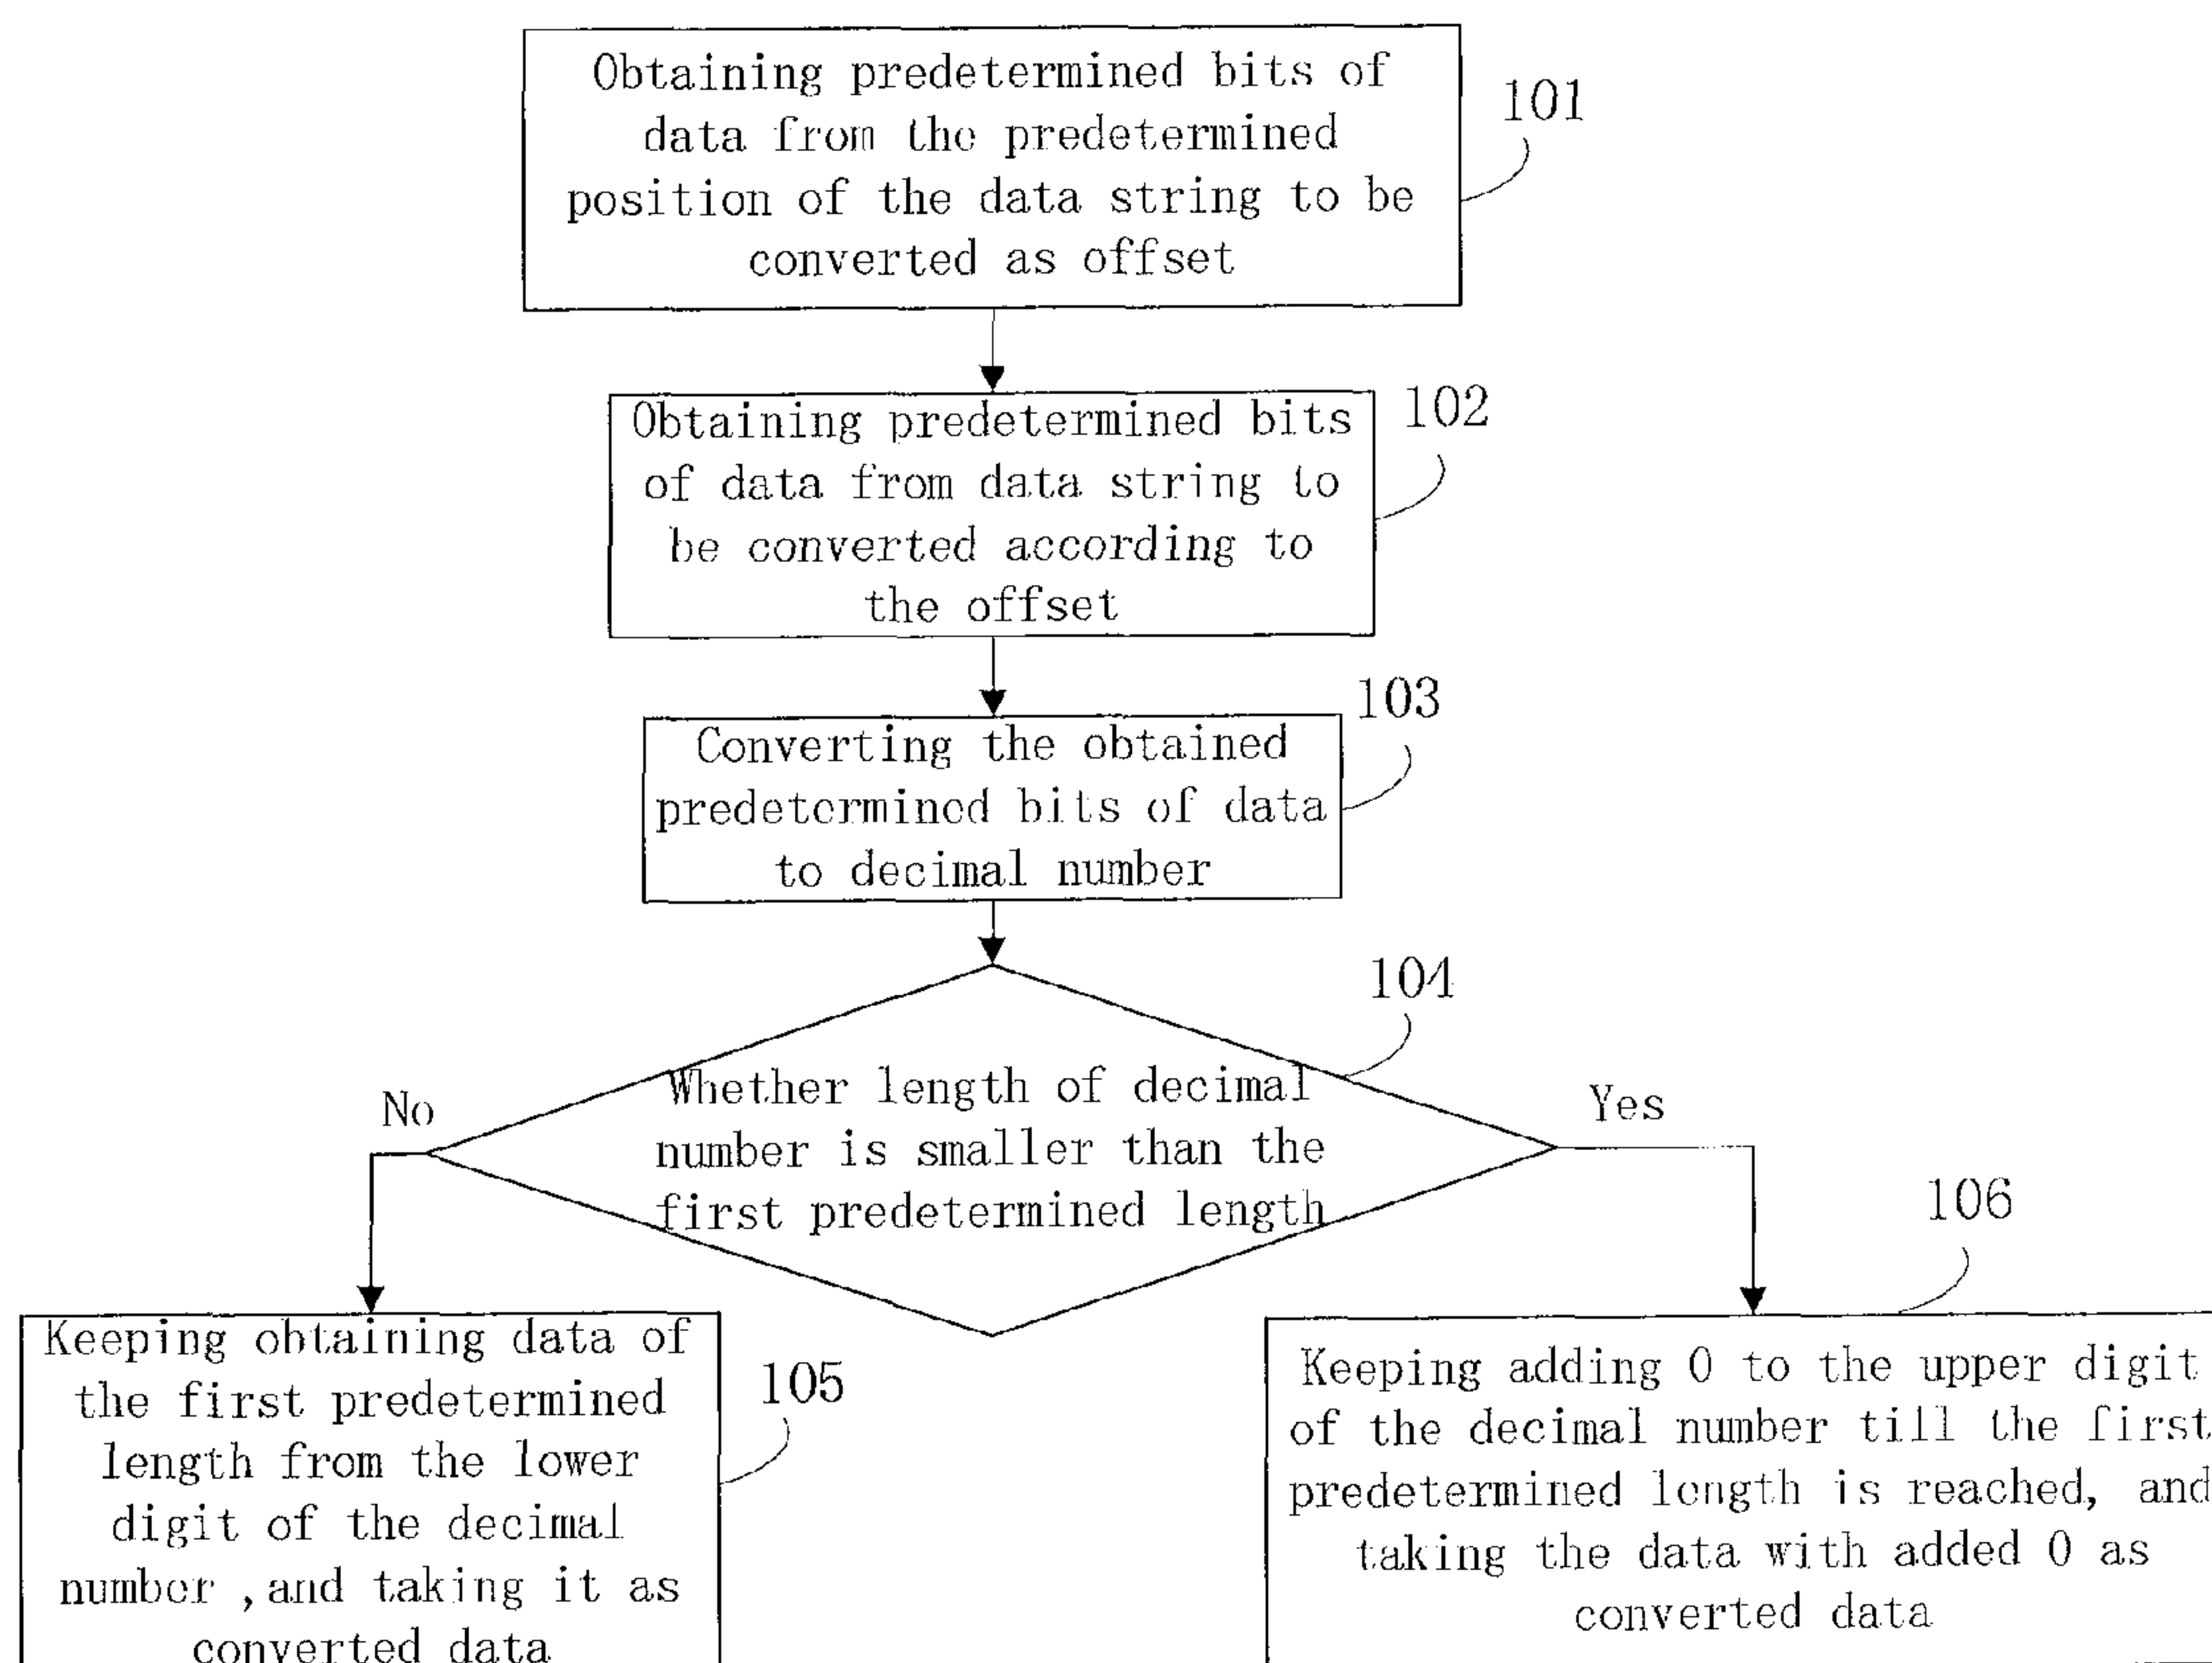 Obtaining predetermined bits of
data from the predetermined
position of the data string to be
converted as offset
101
Obtaining predetermined bits
of data from data string to
be converted according to
the offset
102
Converting the obtained
predetermined bits of data
to decimal number
103
Whether length of decimal
number is smaller than the
first predetermined length
104
No
Yes
Keeping obtaining data of
the first predetermined
length from the lower
digit of the decimal
number ,and taking it as
converted data
105
Keeping adding 0 to the upper digit
of the decimal number till the first
predetermined length is reached, and
taking the data with added 0 as
converted data
106